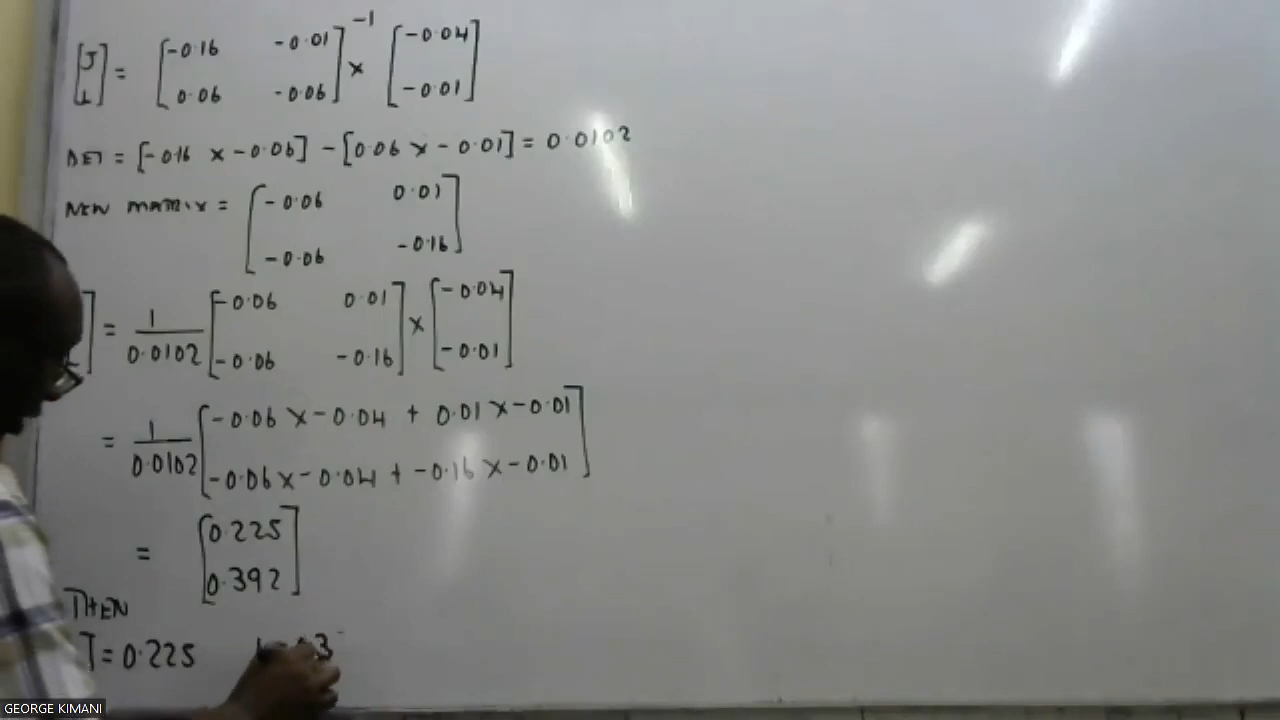 [J L] = [-0.16 -0.01 0.06 -0.06]⁻¹ × [-0.04 -0.01]
DET = [-0.16 × -0.06] - [0.06 × -0.01] = 0.0102
NEW MATRIX = [-0.06 0.01 -0.06 -0.16]
] = 1/0.0102 [-0.06 0.01 -0.06 -0.16] × [-0.04 -0.01]
= 1/0.0102 [-0.06 × -0.04 + 0.01 × -0.01
-0.06 × -0.04 + -0.16 × -0.01]
= [0.225 0.392]
THEN
J = 0.225
GEORGE KIMANI